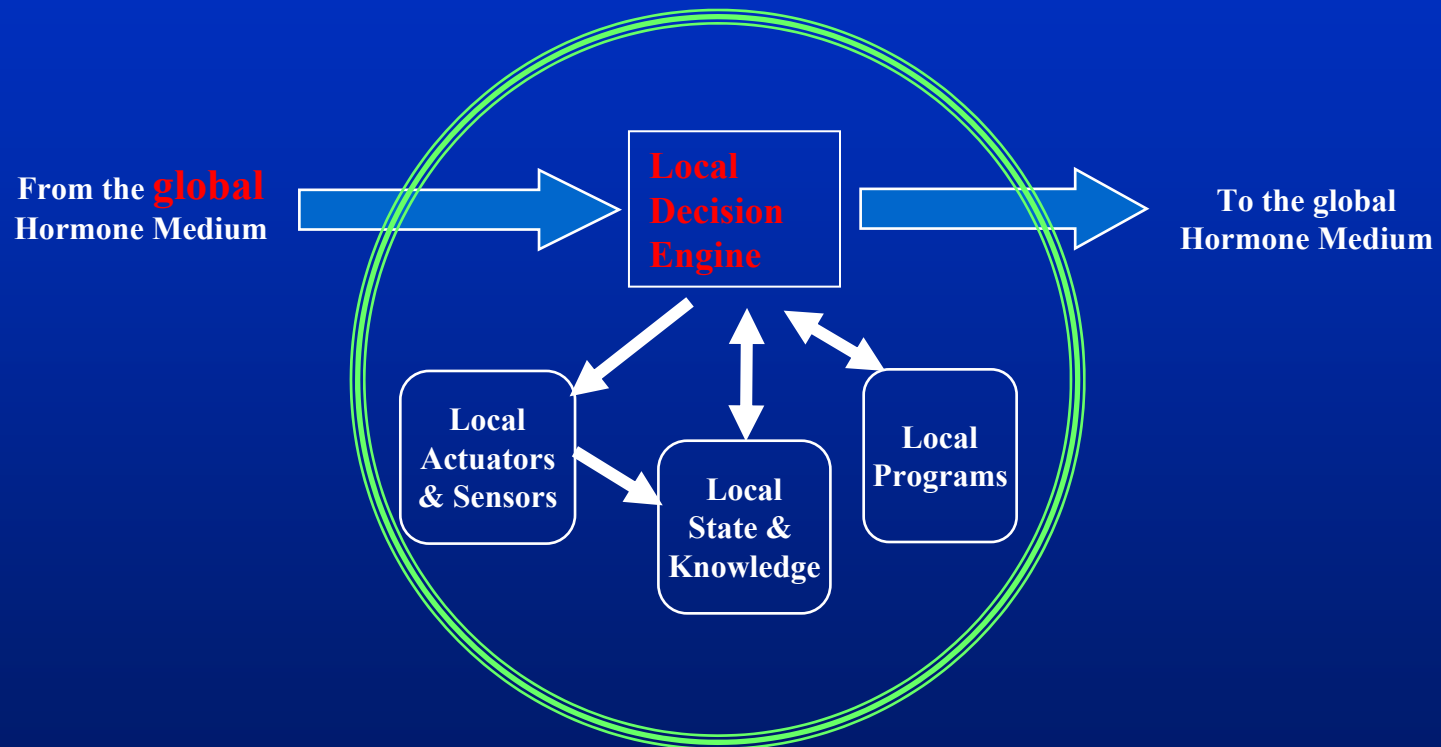 From the global
Hormone Medium
Local
Decision
Engine
To the global
Hormone Medium
Local
Actuators
& Sensors
Local
State &
Knowledge
Local
Programs